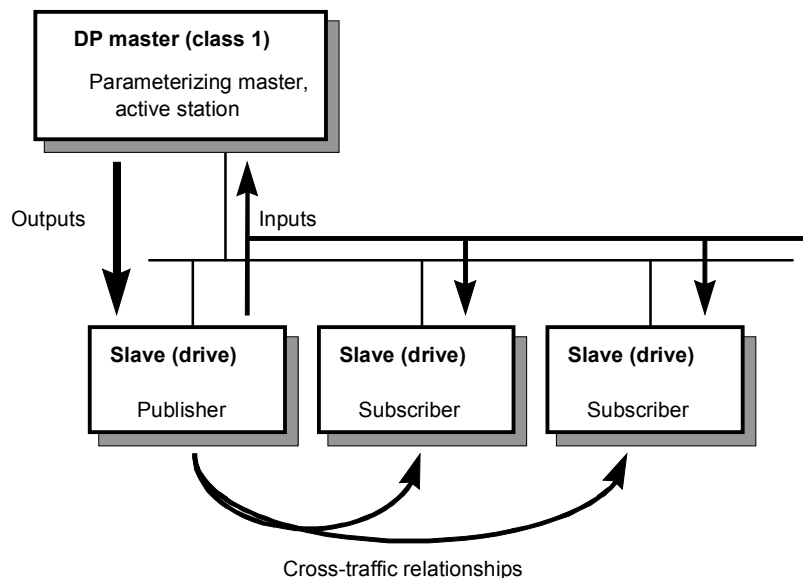 DP master (class 1)
Parameterizing master,
active station
Outputs
Inputs
Slave (drive)
Publisher
Slave (drive)
Subscriber
Slave (drive)
Subscriber
Cross-traffic relationships